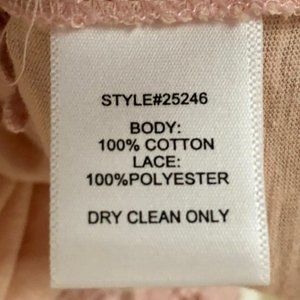 STYLE#25246
BODY:
100% COTTON
LACE:
100%POLYESTER
DRY CLEAN ONLY